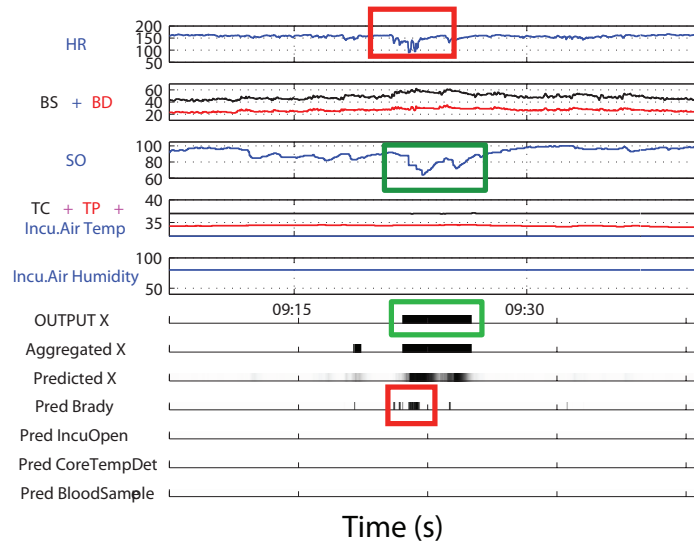 200
HR
150
100
50
60
BS + BD
40
20
100
SO
80
60
TC + TP +
40
Incu.Air Temp
35
100
Incu.Air Humidity
50
09:15
09:30
OUTPUT X
Aggregated X
Predicted X
Pred Brady
Pred IncuOpen
Pred CoreTempDet
Pred BloodSample
Time (s)